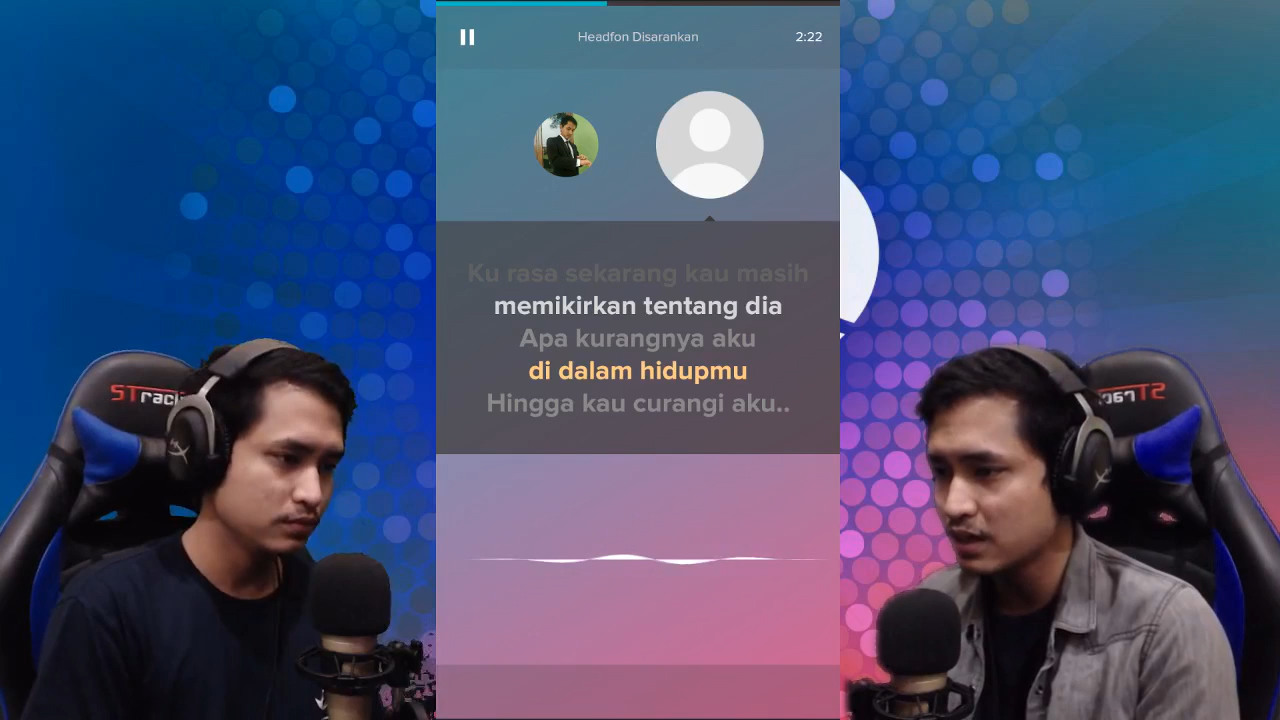 Headfon Disarankan
2:22
Ku rasa sekarang kau masih
memikirkan tentang dia
Apa kurangnya aku
di dalam hidupmu
Hingga kau curangi aku..